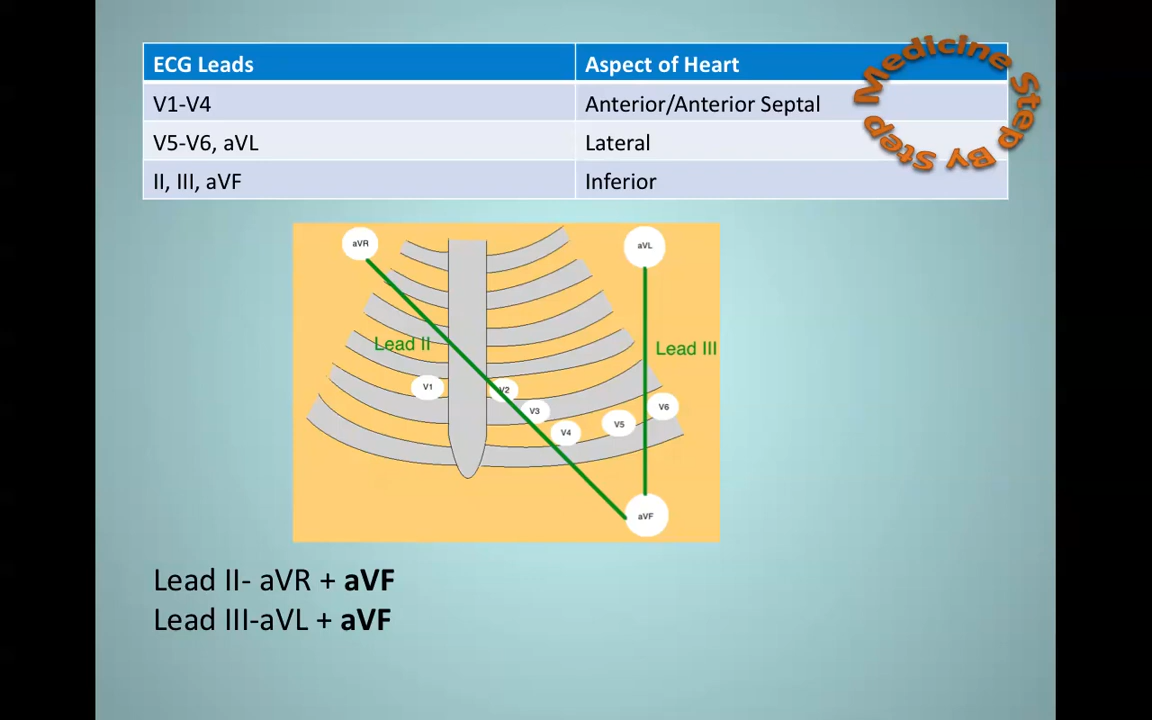 ECG Leads Aspect of Heart
V1-V4 Anterior/Anterior Septal
V5-V6, aVL Lateral
II, III, aVF Inferior
Medicine Step By Step
aVR aVL
Lead II Lead III
V1 V2 V3 V4 V5 V6
aVF
Lead II- aVR + aVF
Lead III-aVL + aVF